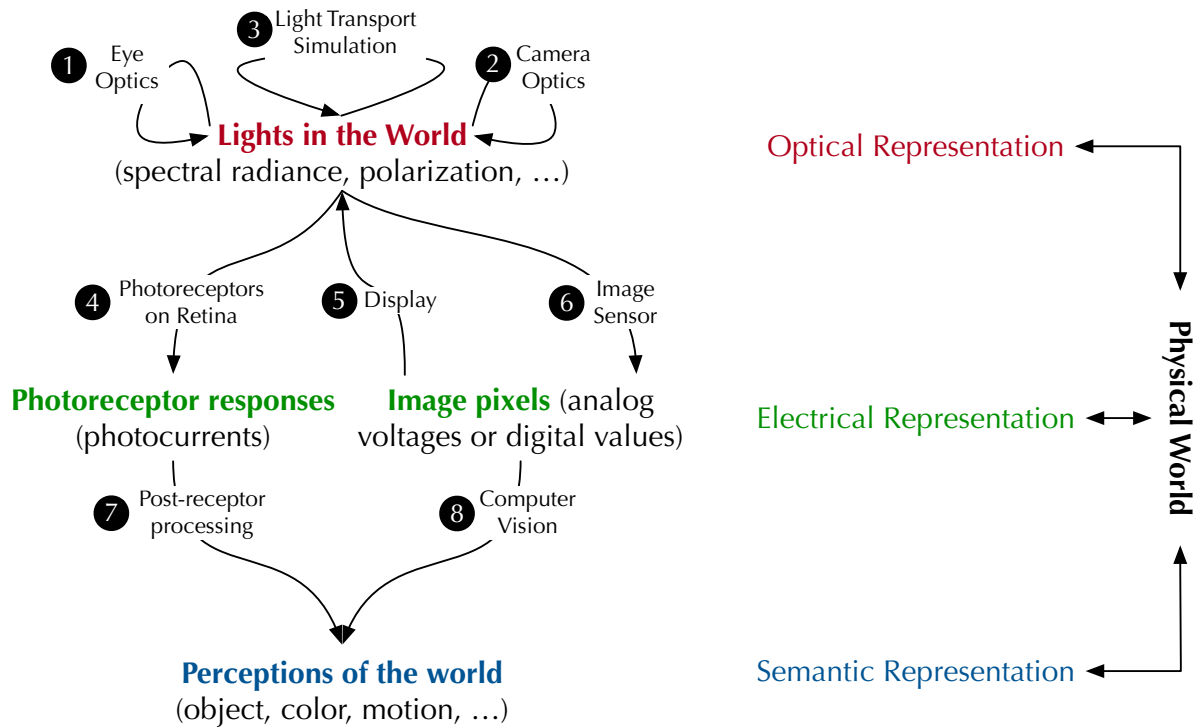 3 Light Transport
Simulation
1 Eye
Optics
2 Camera
Optics
Lights in the World
(spectral radiance, polarization, …)
Optical Representation
4 Photoreceptors
on Retina
5 Display
6 Image
Sensor
Physical World
Photoreceptor responses
(photocurrents)
Image pixels (analog
voltages or digital values)
Electrical Representation
7 Post-receptor
processing
8 Computer
Vision
Perceptions of the world
(object, color, motion, …)
Semantic Representation